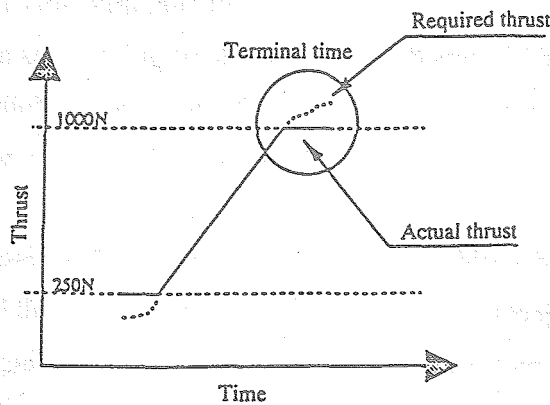 Required thrust
Terminal time
1000N
Thrust
Actual thrust
250N
Time